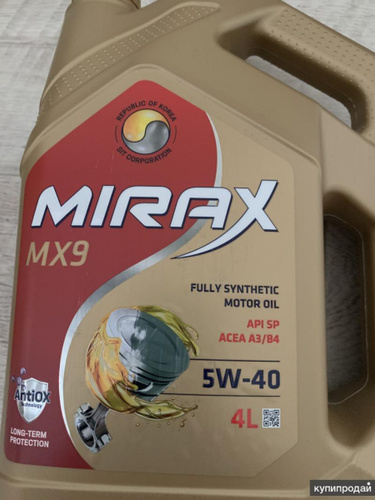 REPUBLIC OF KOREA
SIT CORPORATION
MIRAX
MX9
FULLY SYNTHETIC
MOTOR OIL
API SP
ACEA A3/B4
5W-40
4L
AntiOX
Technology
LONG-TERM
PROTECTION
купипродай